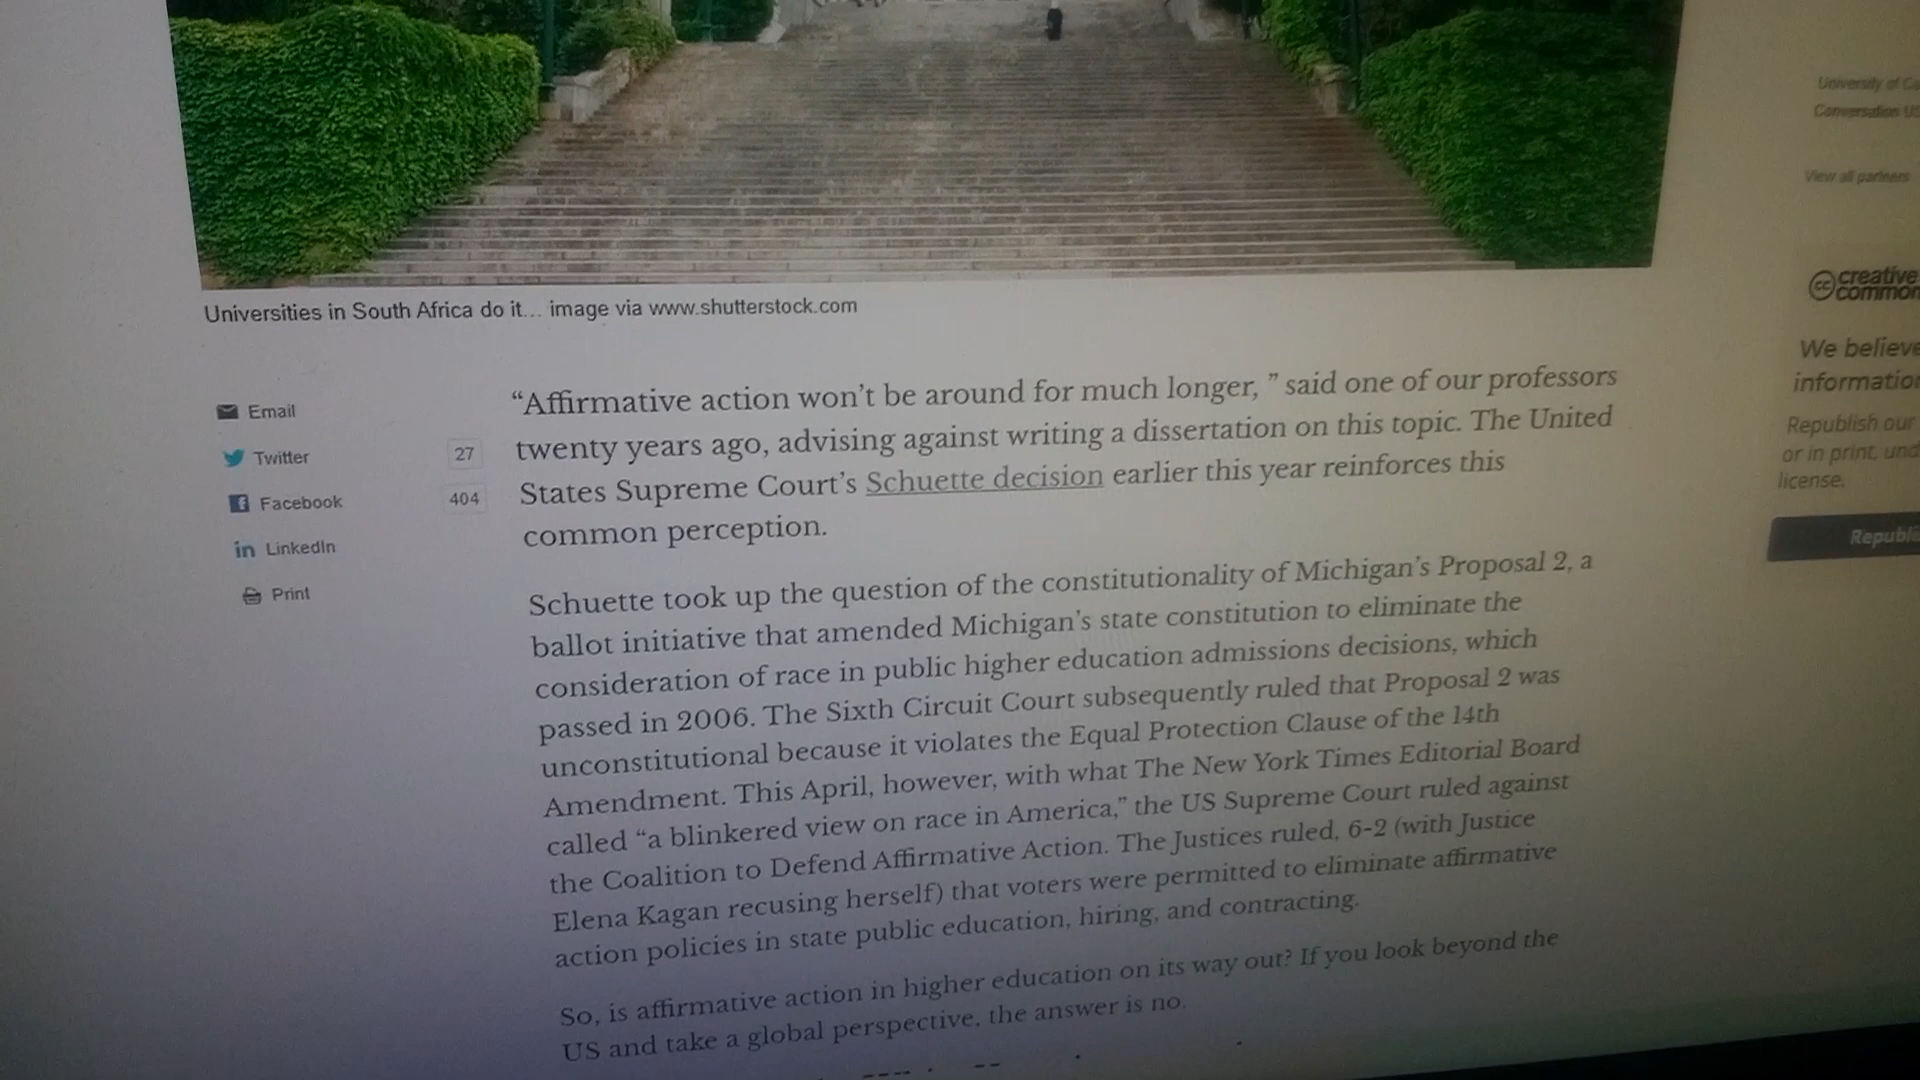 University of
Conversation
View all partners
creative
Universities in South Africa do it... image via www.shutterstock.com
We believe
Email
“Affirmative action won’t be around for much longer, ” said one of our professors
Republish our
Twitter
27
twenty years ago, advising against writing a dissertation on this topic. The United
or in print,
Facebook
404
States Supreme Court’s Schuette decision earlier this year reinforces this
license.
common perception.
LinkedIn
Print
Schuette took up the question of the constitutionality of Michigan’s Proposal 2, a
ballot initiative that amended Michigan’s state constitution to eliminate the
consideration of race in public higher education admissions decisions, which
passed in 2006. The Sixth Circuit Court subsequently ruled that Proposal 2 was
unconstitutional because it violates the Equal Protection Clause of the 14th
Amendment. This April, however, with what The New York Times Editorial Board
called “a blinkered view on race in America,” the US Supreme Court ruled against
the Coalition to Defend Affirmative Action. The Justices ruled, 6-2 (with Justice
Elena Kagan recusing herself) that voters were permitted to eliminate affirmative
action policies in state public education, hiring, and contracting.
So, is affirmative action in higher education on its way out? If you look beyond the
US and take a global perspective, the answer is no.